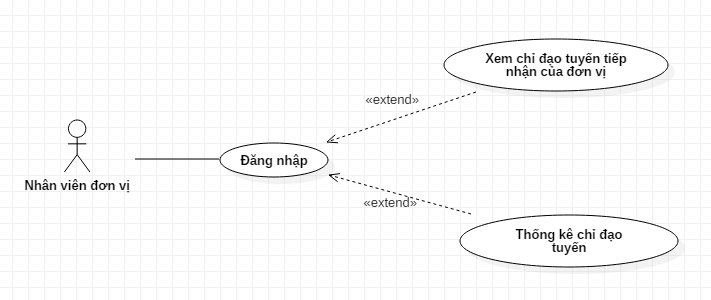 Xem chỉ đạo tuyến tiếp
nhận của đơn vị
«extend»
Đăng nhập
Nhân viên đơn vị
«extend»
Thống kê chỉ đạo
tuyến